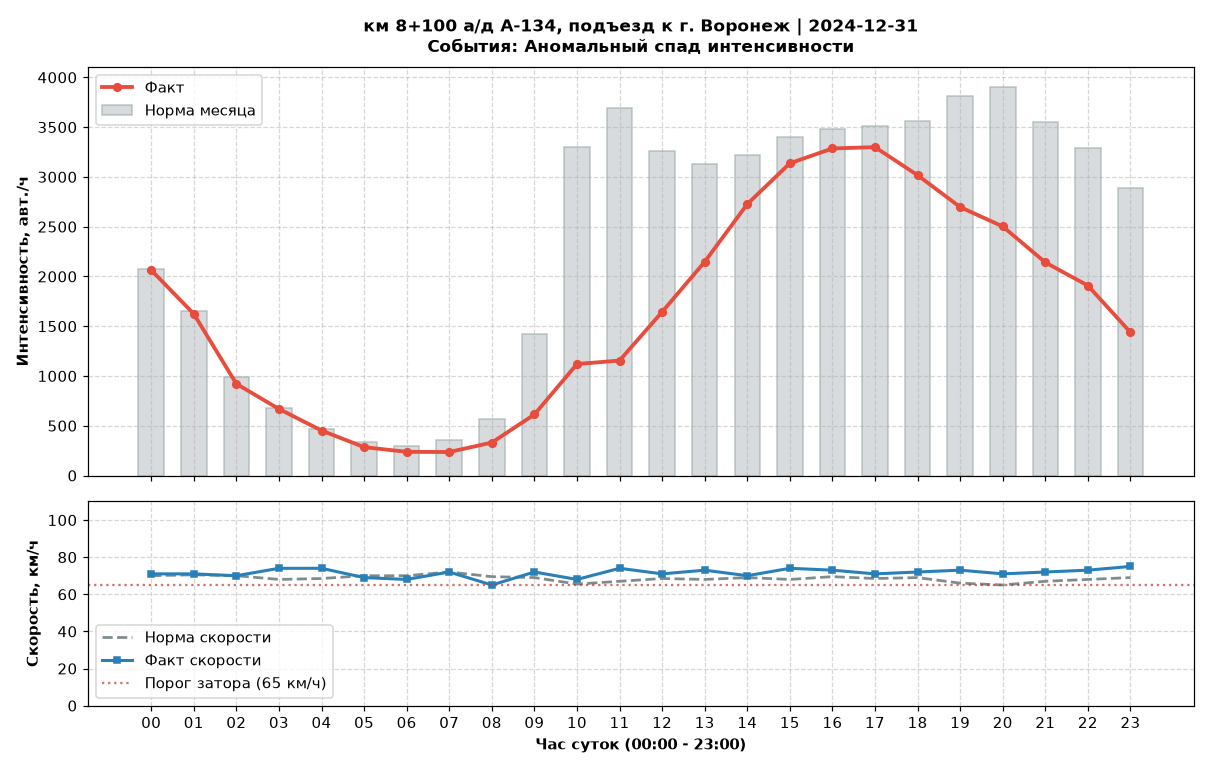 км 8+100 а/д А-134, подъезд к г. Воронеж | 2024-12-31
События: Аномальный спад интенсивности
Интенсивность, авт./ч
4000
3500
3000
2500
2000
1500
1000
500
0
Факт
Норма месяца
Скорость, км/ч
100
80
60
40
20
0
Норма скорости
Факт скорости
Порог затора (65 км/ч)
00 01 02 03 04 05 06 07 08 09 10 11 12 13 14 15 16 17 18 19 20 21 22 23
Час суток (00:00 - 23:00)